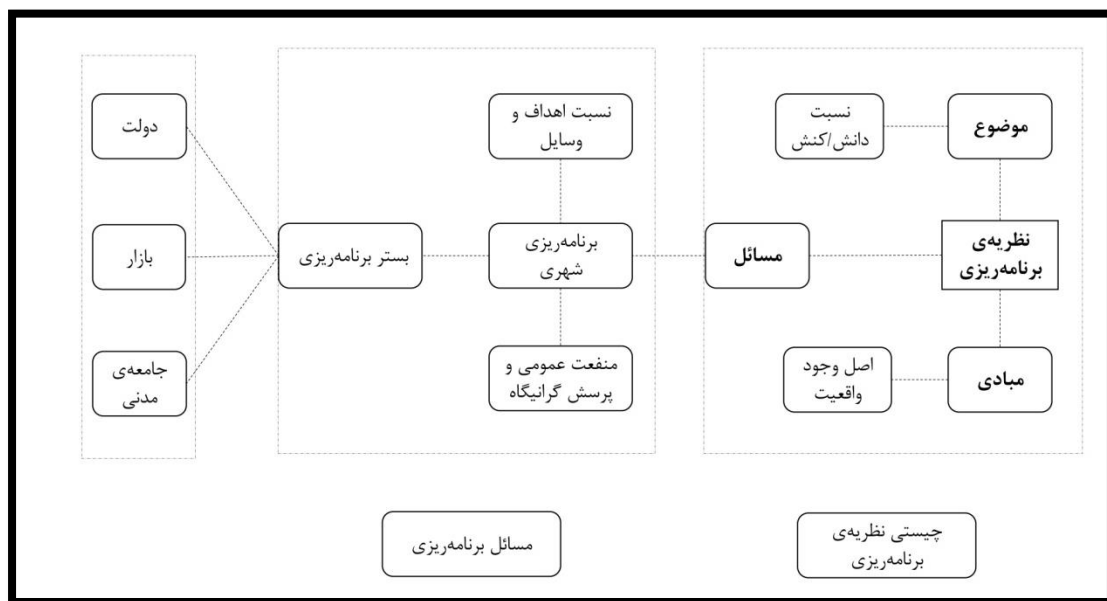 موضوع
نسبت
دانش/کنش
نظریه‌ی
برنامه‌ریزی
مبادی
اصل وجود
واقعیت
مسائل
نسبت اهداف و
وسایل
برنامه‌ریزی
شهری
منفعت عمومی و
پرسش گرانیگاه
بستر برنامه‌ریزی
دولت
بازار
جامعه‌ی
مدنی
چیستی نظریه‌ی
برنامه‌ریزی
مسائل برنامه‌ریزی